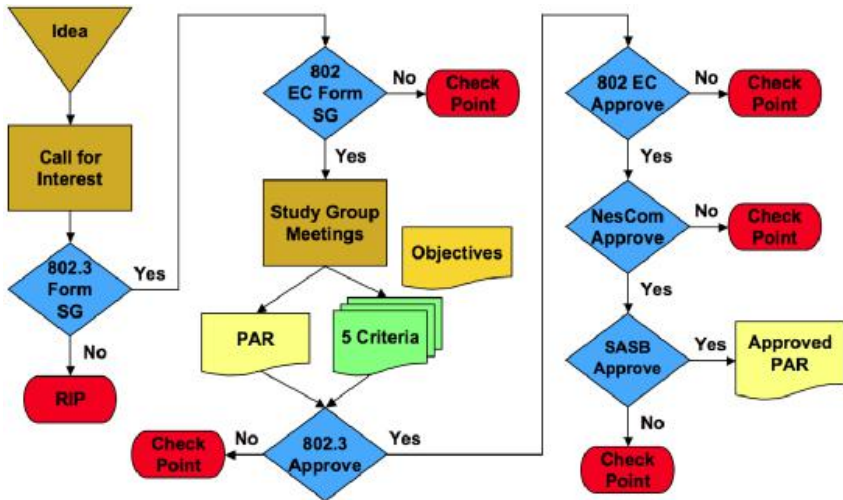 Idea
Call for
Interest
802.3
Form
SG
Yes
No
RIP
802
EC Form
SG
No
Check
Point
Yes
Study Group
Meetings
Objectives
PAR
5 Criteria
802.3
Approve
No
Check
Point
Yes
802 EC
Approve
No
Check
Point
Yes
NesCom
Approve
No
Check
Point
Yes
SASB
Approve
Yes
Approved
PAR
No
Check
Point